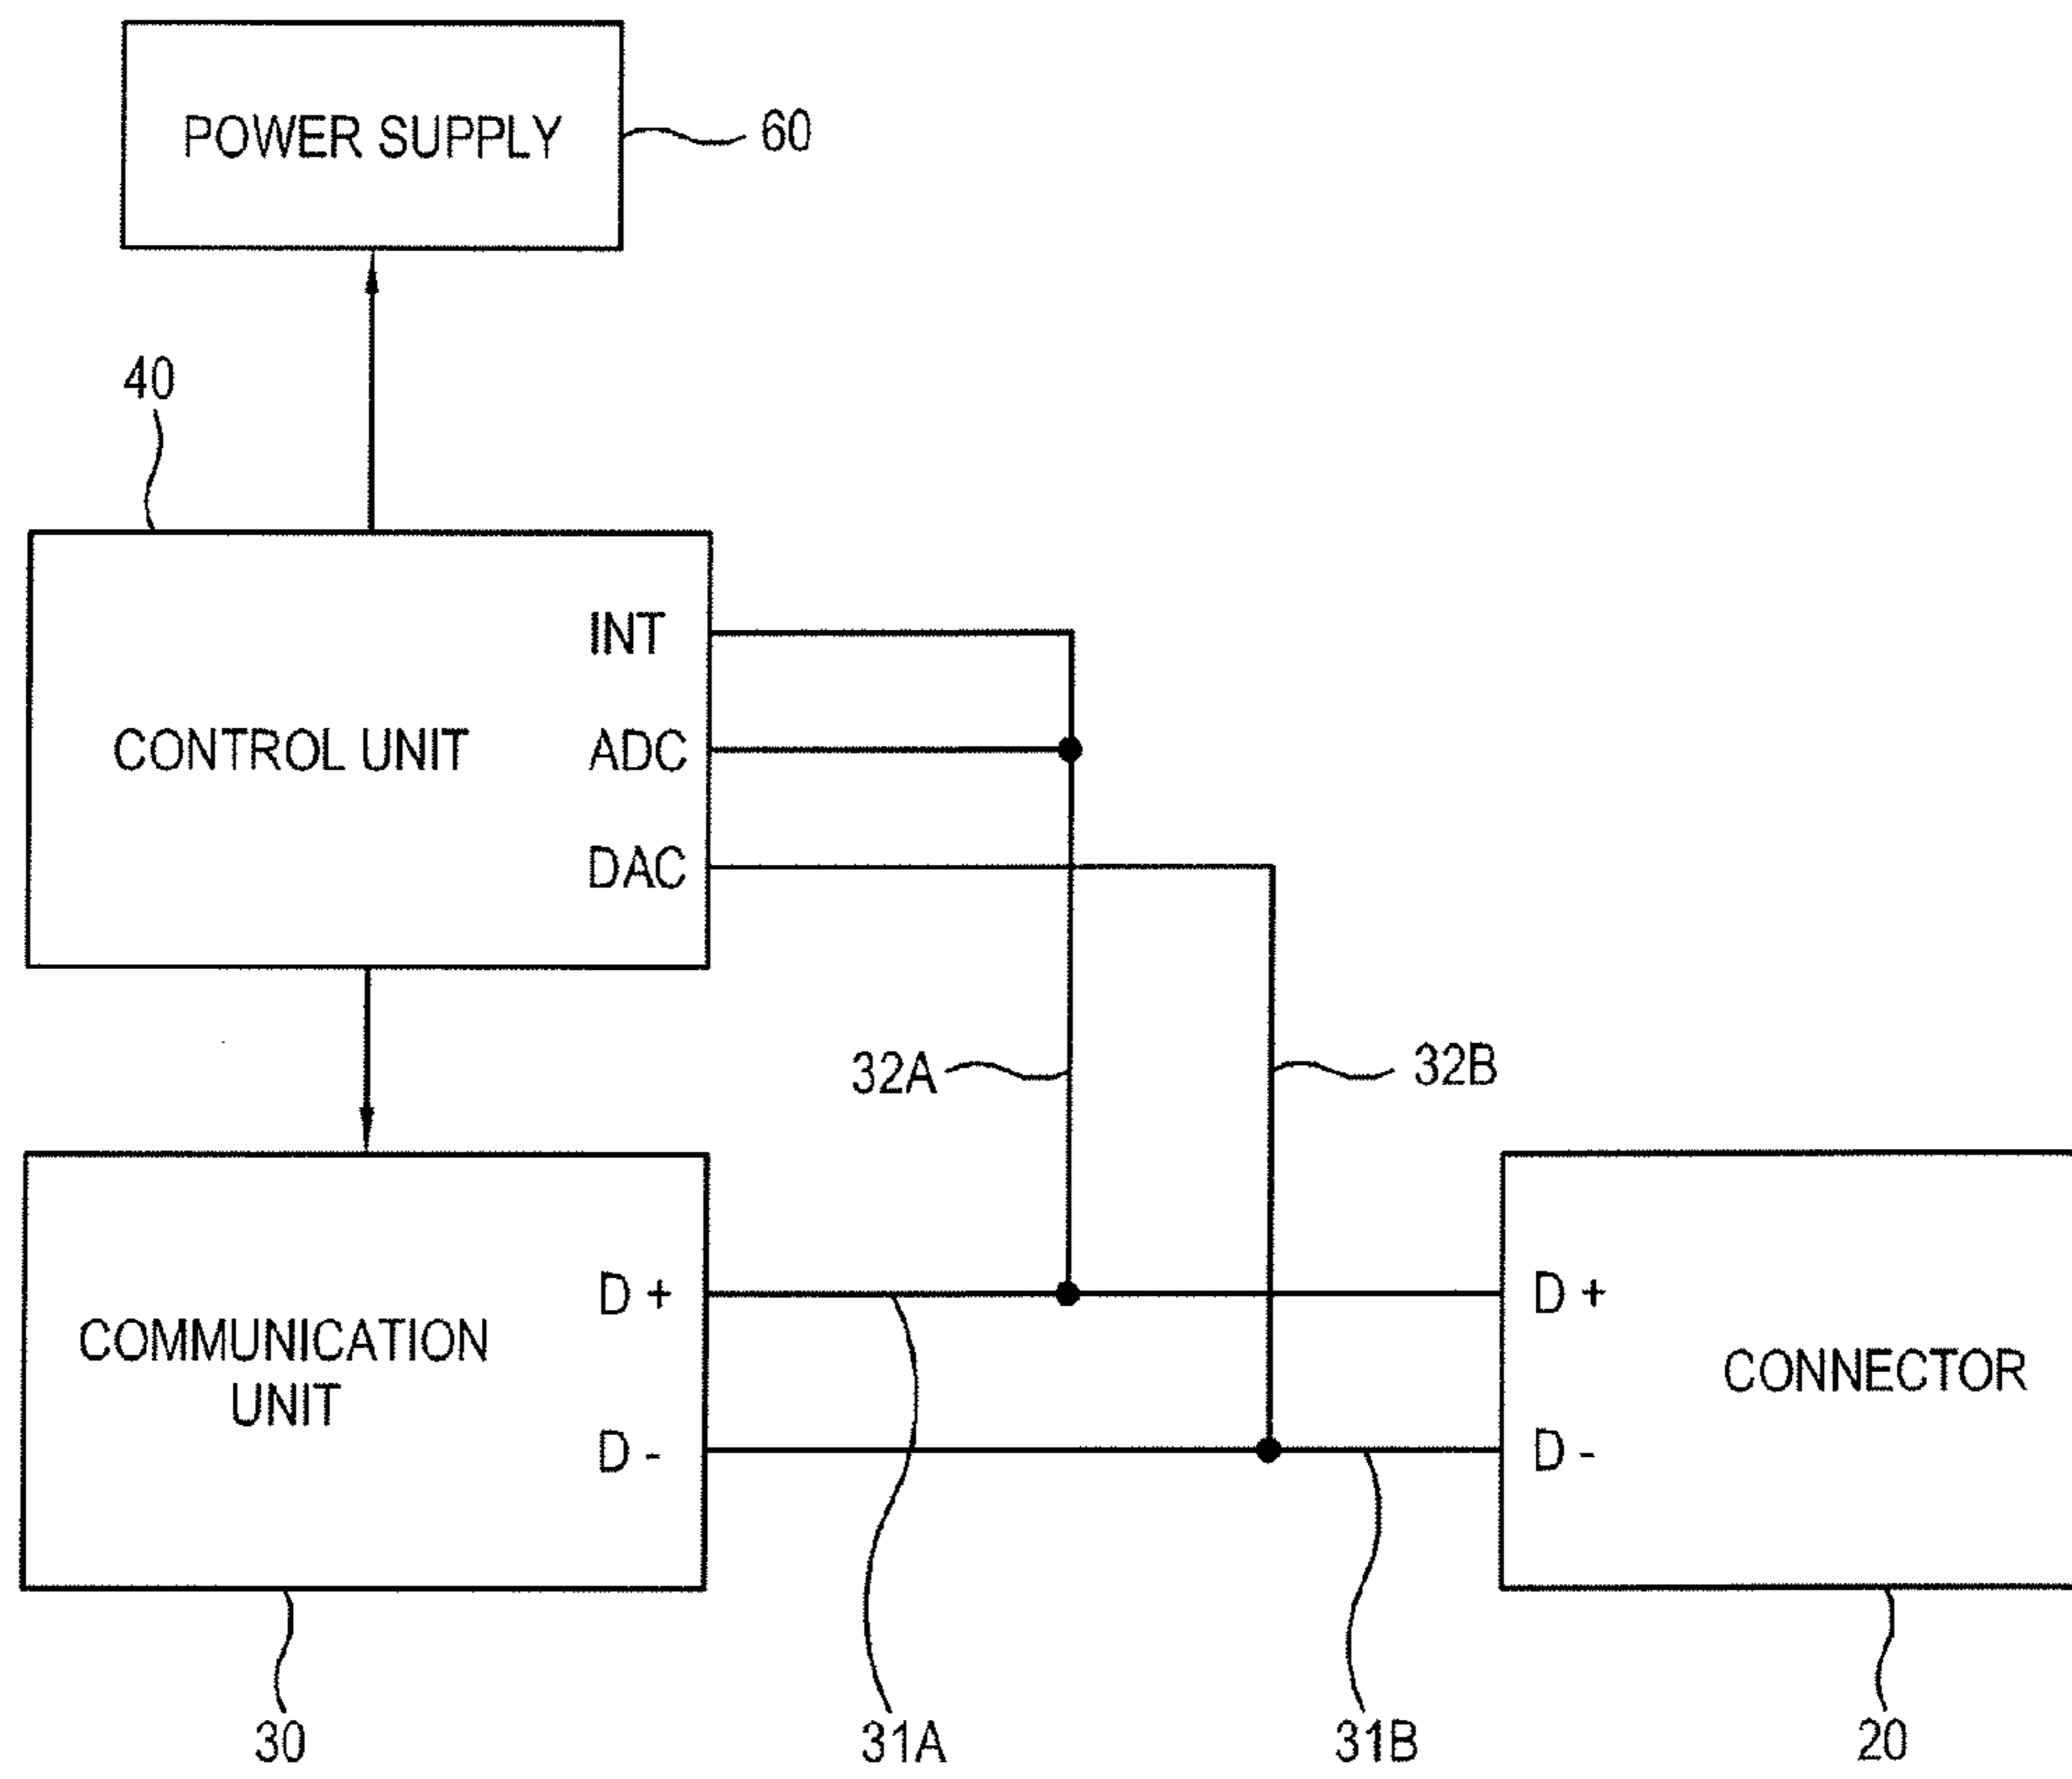 POWER SUPPLY
60
40
INT
CONTROL UNIT
ADC
DAC
32A
32B
D +
D +
COMMUNICATION
UNIT
CONNECTOR
D -
D -
30
31A
31B
20